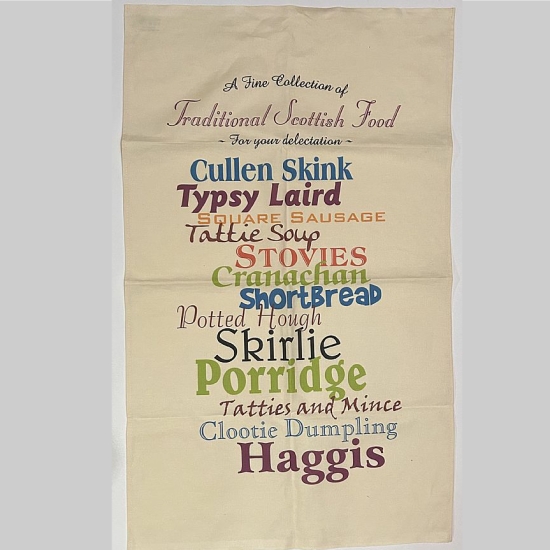 A Fine Collection of
Traditional Scottish Food
~ For your delectation ~
Cullen Skink
Typsy Laird
SQUARE SAUSAGE
Tattie Soup
STOVIES
Cranachan
ShortBread
Potted Hough
Skirlie
Porridge
Tatties and Mince
Clootie Dumpling
Haggis